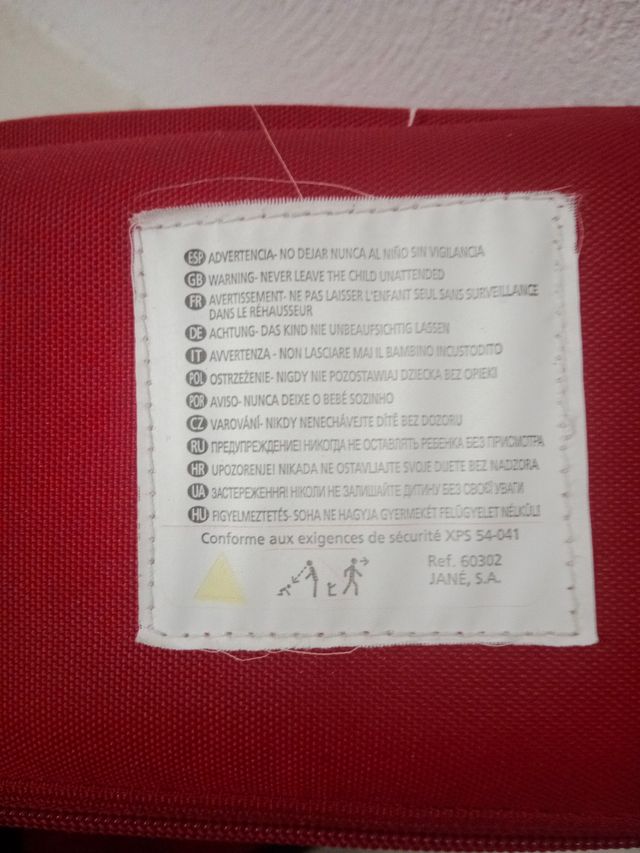 ESP ADVERTENCIA- NO DEJAR NUNCA AL NIÑO SIN VIGILANCIA
GB WARNING- NEVER LEAVE THE CHILD UNATTENDED
FR AVERTISSEMENT- NE PAS LAISSER L'ENFANT SEUL SANS SURVEILLANCE
DANS LE RÉHAUSSEUR
DE ACHTUNG- DAS KIND NIE UNBEAUFSICHTIG LASSEN
IT AVVERTENZA - NON LASCIARE MAI IL BAMBINO INCUSTODITO
POL OSTRZEŻENIE- NIGDY NIE POZOSTAWIAJ DZIECKA BEZ OPIEKI
POR AVISO- NUNCA DEIXE O BEBÉ SOZINHO
CZ VAROVÁNÍ- NIKDY NENECHÁVEJTE DÍTĚ BEZ DOZORU
RU ПРЕДУПРЕЖДЕНИЕ! НИКОГДА НЕ ОСТАВЛЯТЬ РЕБЕНКА БЕЗ ПРИСМОТРА
HR UPOZORENJE! NIKADA NE OSTAVLJAJTE SVOJE DIJETE BEZ NADZORA
UA ЗАСТЕРЕЖЕННЯ! НІКОЛИ НЕ ЗАЛИШАЙТЕ ДИТИНУ БЕЗ СВОЄЇ УВАГИ
HU FIGYELMEZTETÉS- SOHA NE HAGYJA GYERMEKÉT FELÜGYELET NÉLKÜLI
Conforme aux exigences de sécurité XPS 54-041
Ref. 60302
JANÉ, S.A.